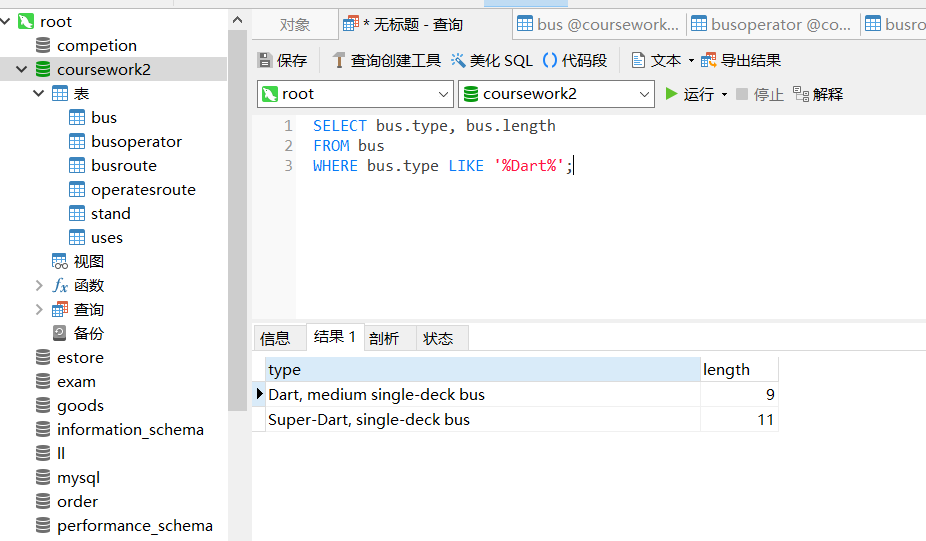 root
competion
coursework2
表
bus
busoperator
busroute
operatesroute
stand
uses
视图
fx 函数
查询
备份
estore
exam
goods
information_schema
ll
mysql
order
performance_schema
对象
* 无标题 - 查询
bus @coursework...
busoperator @co...
busro
保存
查询创建工具
美化 SQL
() 代码段
文本
导出结果
root
coursework2
运行
停止
解释
1 SELECT bus.type, bus.length
2 FROM bus
3 WHERE bus.type LIKE '%Dart%';
信息
结果 1
剖析
状态
type length
Dart, medium single-deck bus 9
Super-Dart, single-deck bus 11